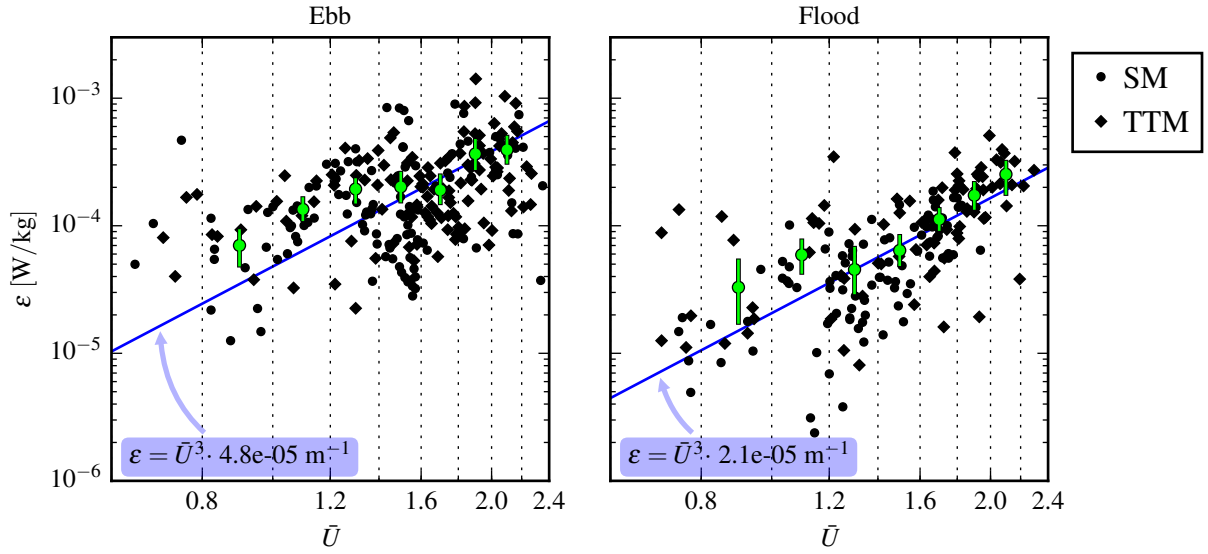 Ebb
Flood
SM
TTM
ε [W/kg]
10⁻³
10⁻⁴
10⁻⁵
10⁻⁶
ε = Ū³ · 4.8e-05 m⁻¹
ε = Ū³ · 2.1e-05 m⁻¹
0.8 1.2 1.6 2.0 2.4
0.8 1.2 1.6 2.0 2.4
Ū
Ū